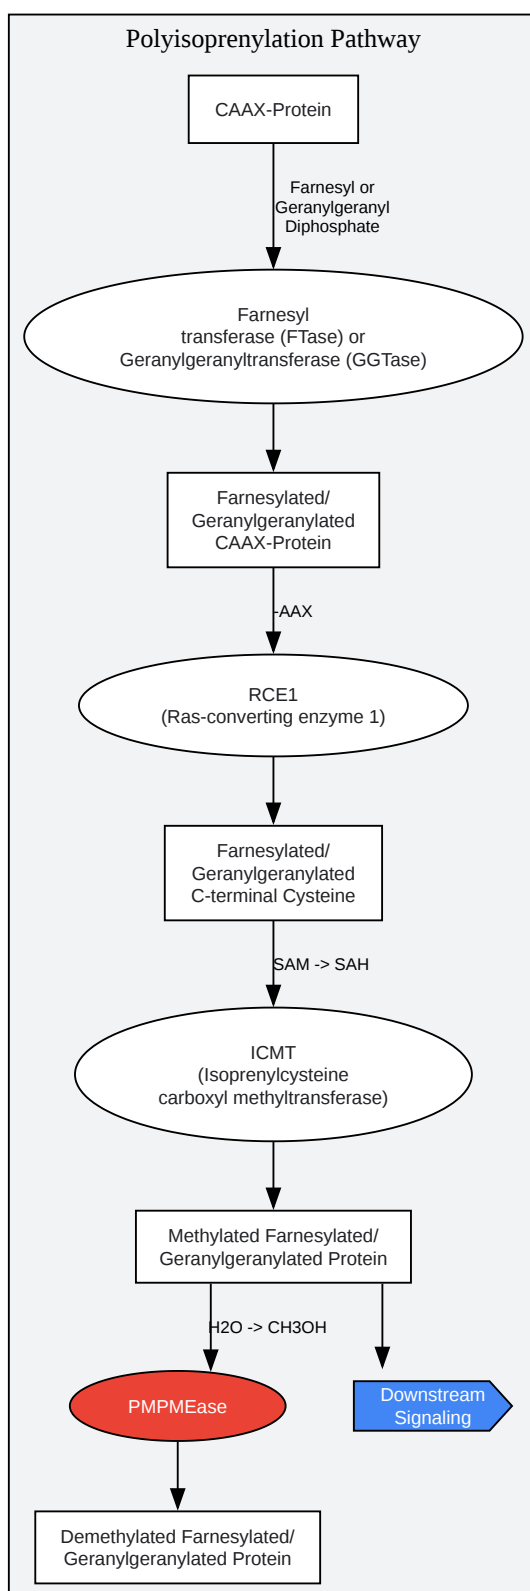 Polyisoprenylation Pathway
CAAX-Protein
Farnesyl or
Geranylgeranyl
Diphosphate
Farnesyl
transferase (FTase) or
Geranylgeranyltransferase (GGTase)
Farnesylated/
Geranylgeranylated
CAAX-Protein
-AAX
RCE1
(Ras-converting enzyme 1)
Farnesylated/
Geranylgeranylated
C-terminal Cysteine
SAM -> SAH
ICMT
(Isoprenylcysteine
carboxyl methyltransferase)
Methylated Farnesylated/
Geranylgeranylated Protein
H2O -> CH3OH
PMPMEase
Downstream
Signaling
Demethylated Farnesylated/
Geranylgeranylated Protein